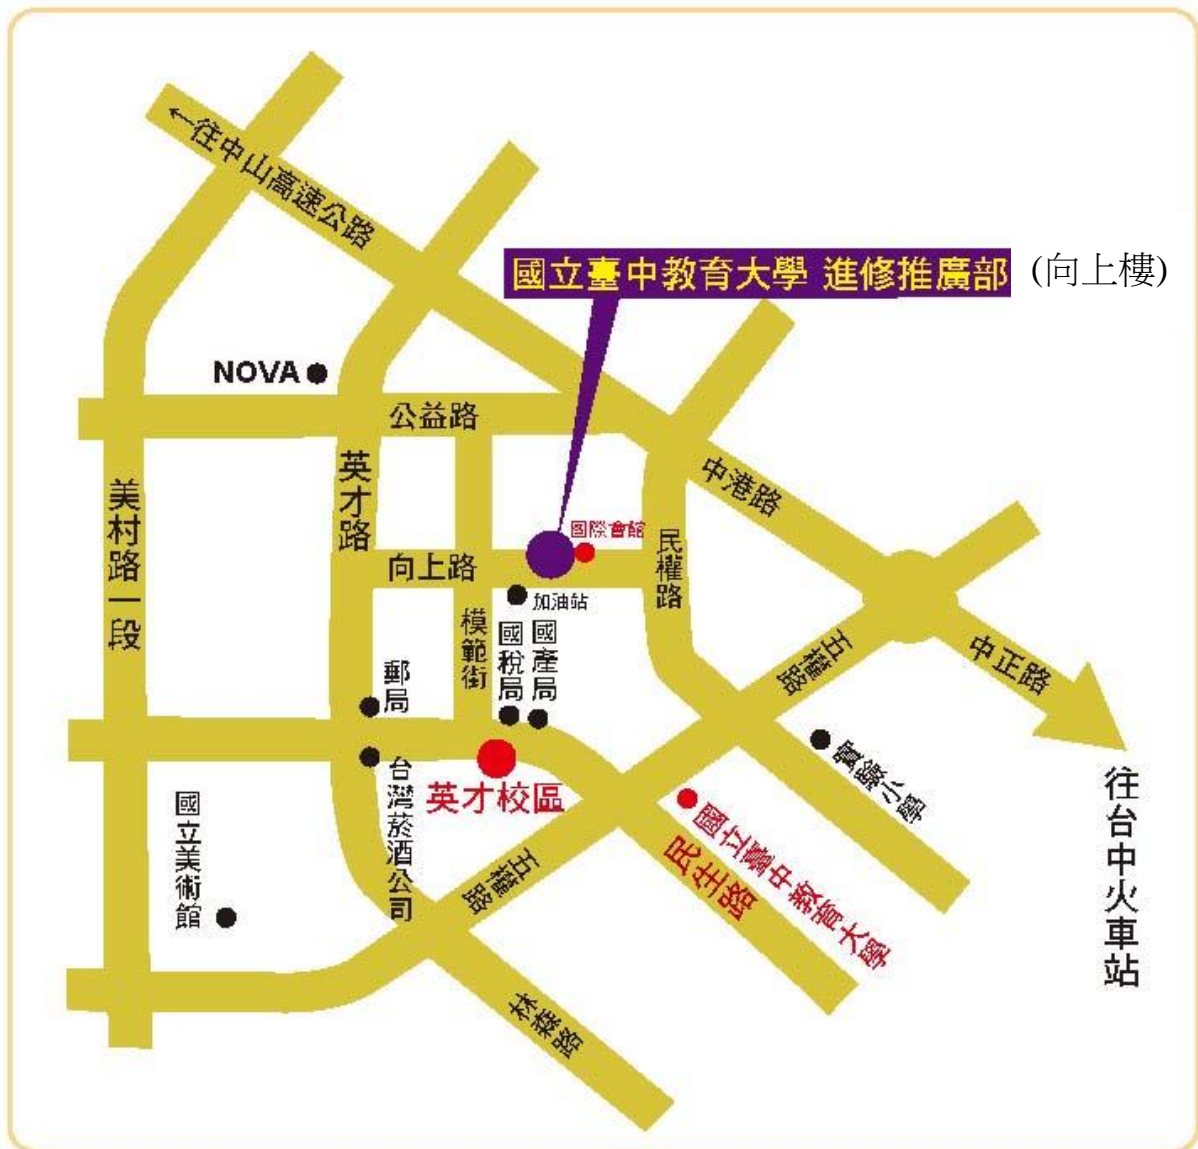 ←往中山高速公路
國立臺中教育大學 進修推廣部 (向上樓)
NOVA
公益路
中港路
美村路一段
英才路
國際會館
民權路
向上路
加油站
模範街
國稅局
國產局
五權路
中正路
郵局
英才校區
台灣菸酒公司
實驗小學
往台中火車站
國立美術館
五權路
民生路
國立臺中教育大學
林森路